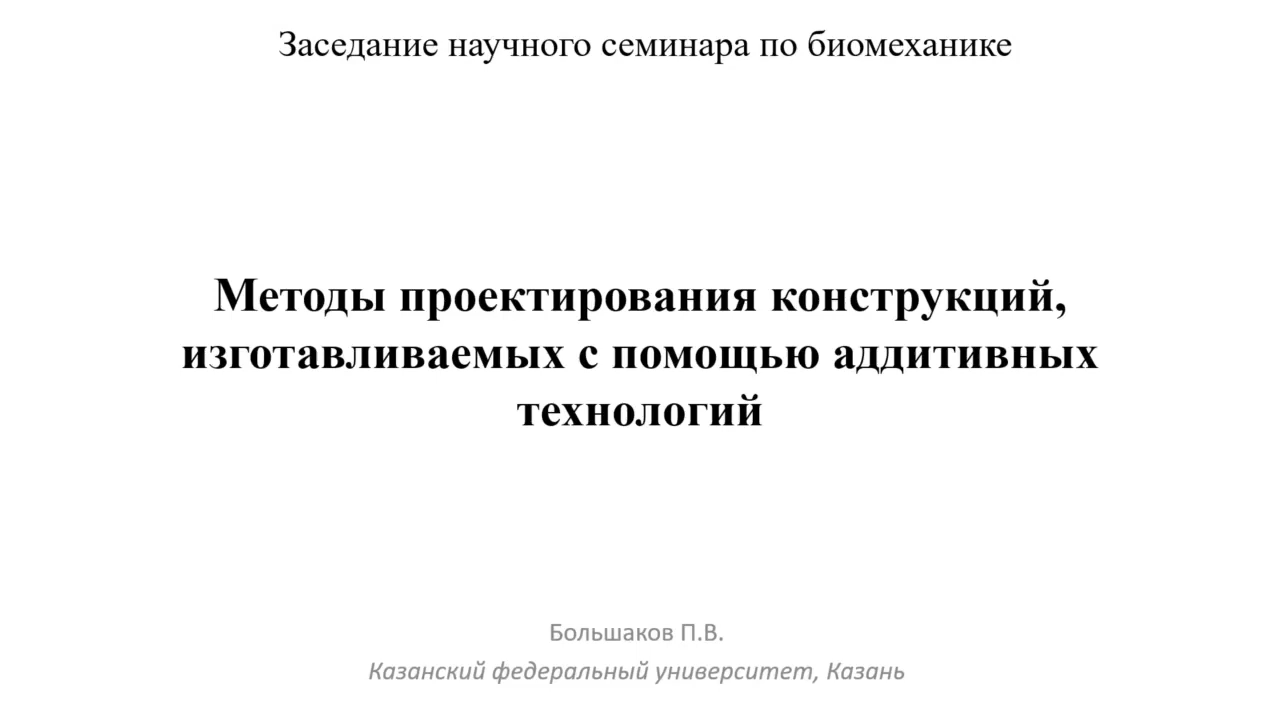 Заседание научного семинара по биомеханике
Методы проектирования конструкций,
изготавливаемых с помощью аддитивных
технологий
Большаков П.В.
Казанский федеральный университет, Казань